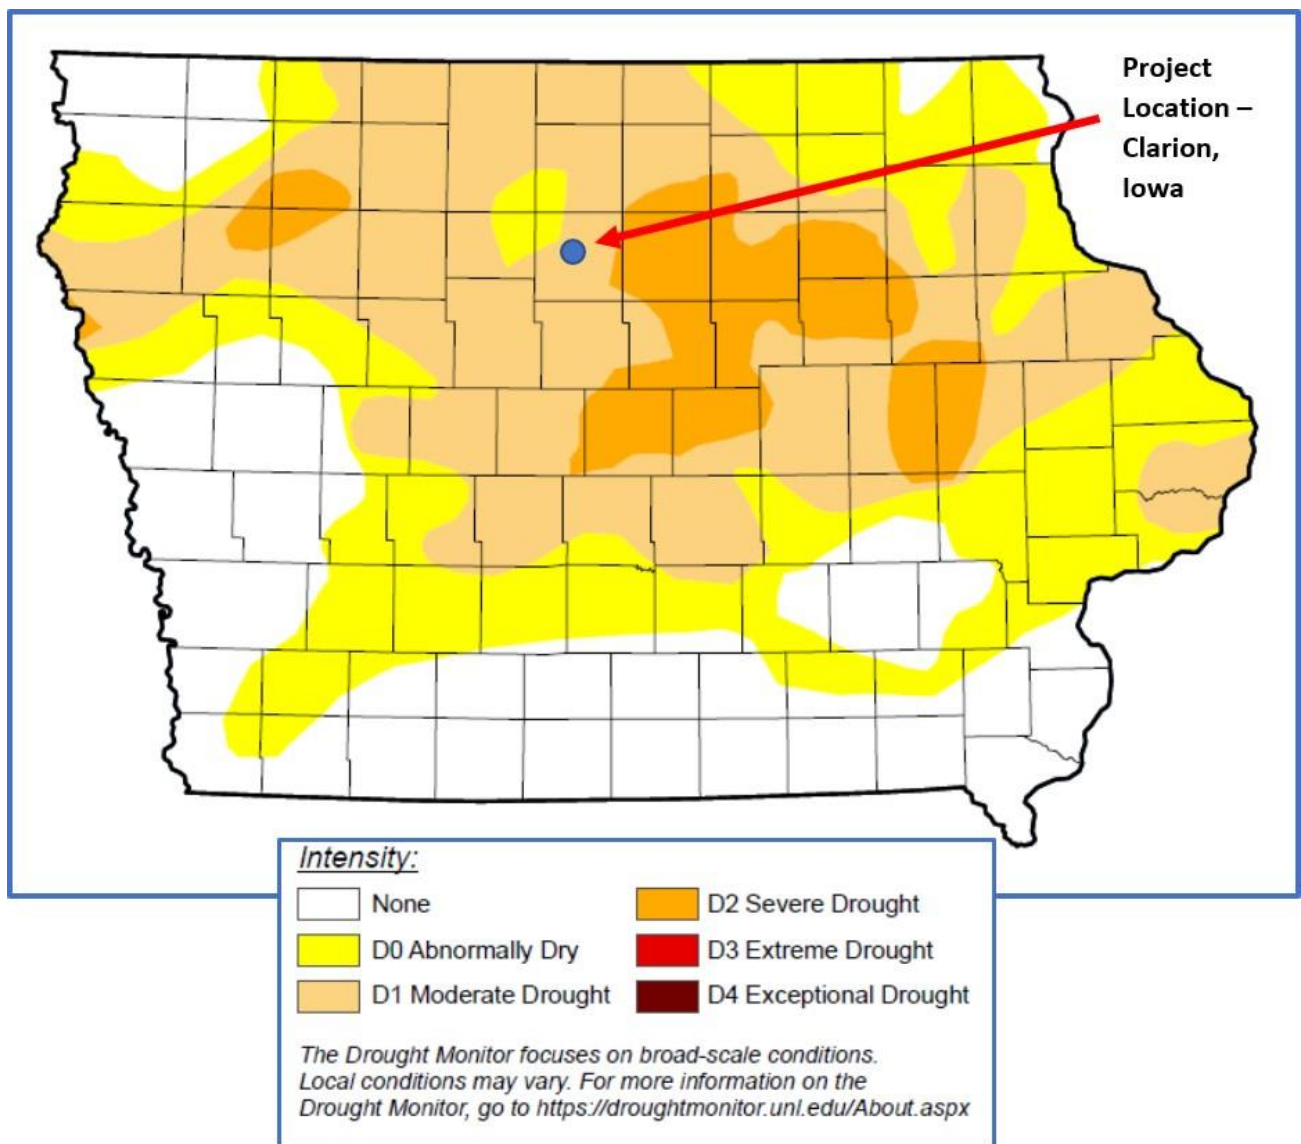 Project
Location –
Clarion,
Iowa
Intensity:
None
D0 Abnormally Dry
D1 Moderate Drought
D2 Severe Drought
D3 Extreme Drought
D4 Exceptional Drought
The Drought Monitor focuses on broad-scale conditions.
Local conditions may vary. For more information on the
Drought Monitor, go to https://droughtmonitor.unl.edu/About.aspx